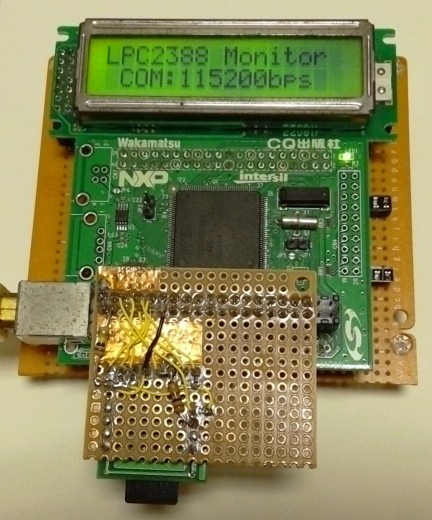 LPC2388 Monitor
COM:115200bps
Wakamatsu
CQ出版社
NXP
intersil